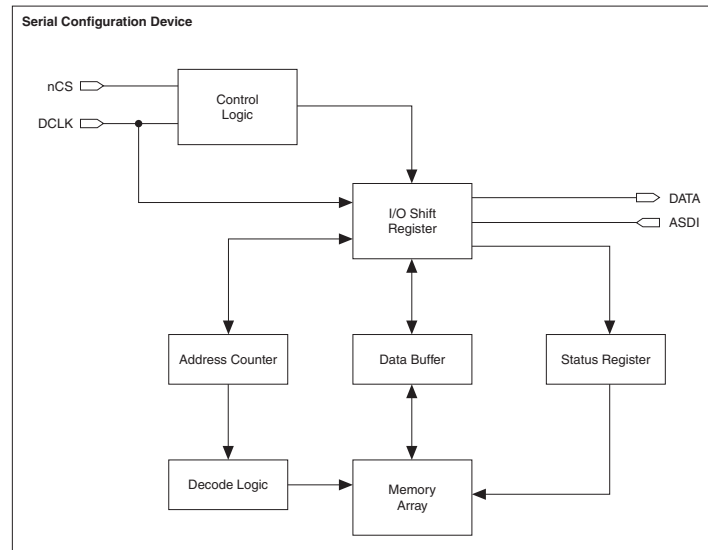 Serial Configuration Device
nCS
Control
Logic
DCLK
DATA
I/O Shift
Register
ASDI
Address Counter
Data Buffer
Status Register
Decode Logic
Memory
Array